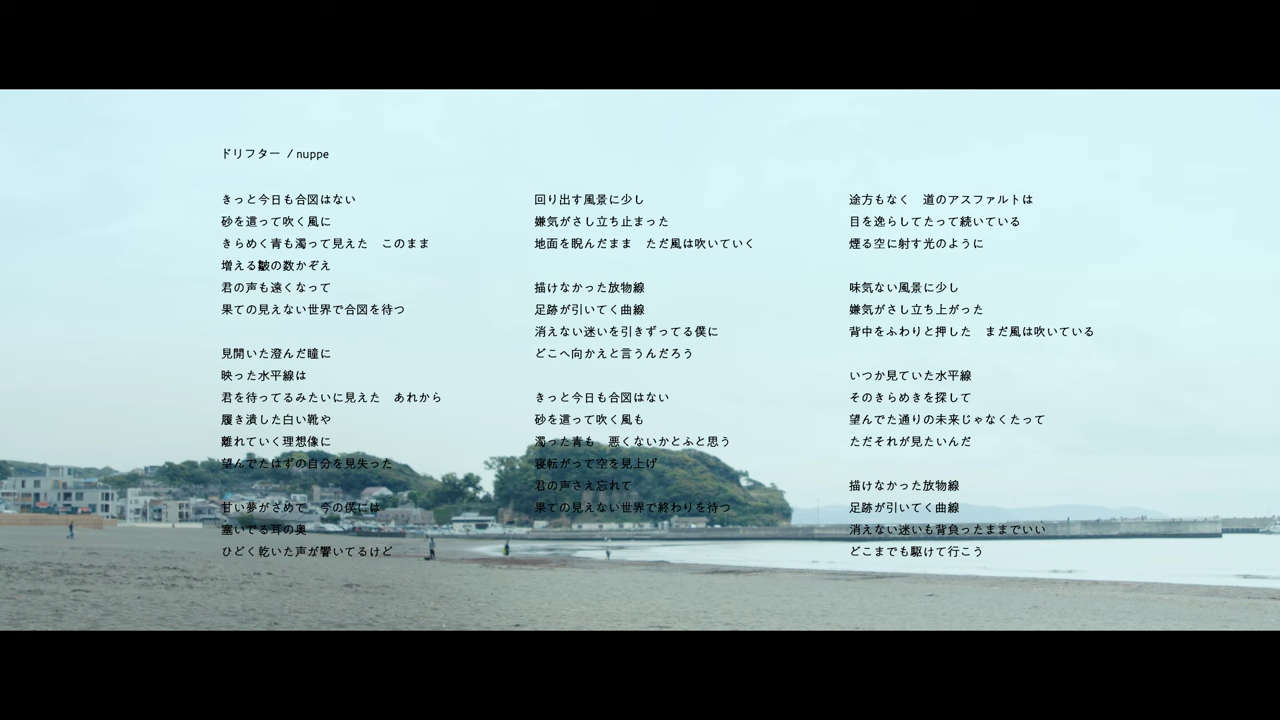 ドリフター / nuppe
きっと今日も合図はない
砂を這って吹く風に
きらめく青も濁って見えた　このまま
増える皺の数かぞえ
君の声も遠くなって
果ての見えない世界で合図を待つ
見開いた澄んだ瞳に
映った水平線は
君を待ってるみたいに見えた　あれから
履き潰した白い靴や
離れていく理想像に
望んでたはずの自分を見失った
甘い夢がさめて　今の僕には
塞いでる耳の奥
ひどく乾いた声が響いてるけど
回り出す風景に少し
嫌気がさし立ち止まった
地面を睨んだまま　ただ風は吹いていく
描けなかった放物線
足跡が引いてく曲線
消えない迷いを引きずってる僕に
どこへ向かえと言うんだろう
きっと今日も合図はない
砂を這って吹く風も
濁った青も　悪くないかとふと思う
寝転がって空を見上げ
君の声さえ忘れて
果ての見えない世界で終わりを待つ
途方もなく　道のアスファルトは
目を逸らしてたって続いている
煙る空に射す光のように
味気ない風景に少し
嫌気がさし立ち上がった
背中をふわりと押した　まだ風は吹いている
いつか見ていた水平線
そのきらめきを探して
望んでた通りの未来じゃなくたって
ただそれが見たいんだ
描けなかった放物線
足跡が引いてく曲線
消えない迷いも背負ったままでいい
どこまでも駆けて行こう